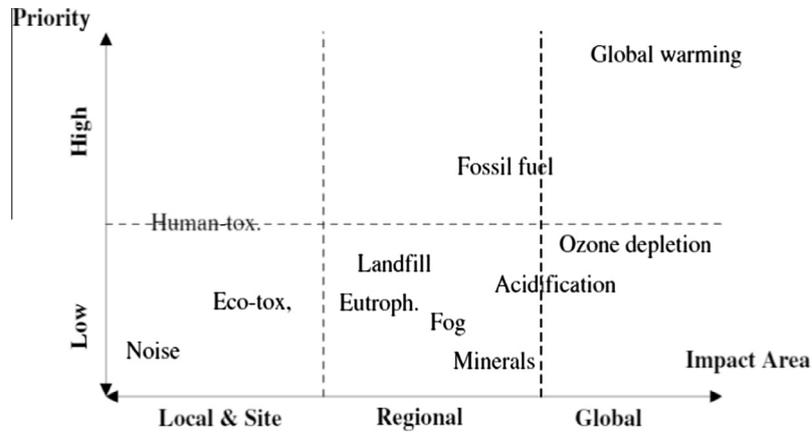 Priority
Global warming
High
Fossil fuel
Human-tox.
Ozone depletion
Landfill
Acidification
Eco-tox,
Eutroph.
Fog
Low
Noise
Minerals
Impact Area
Local & Site
Regional
Global